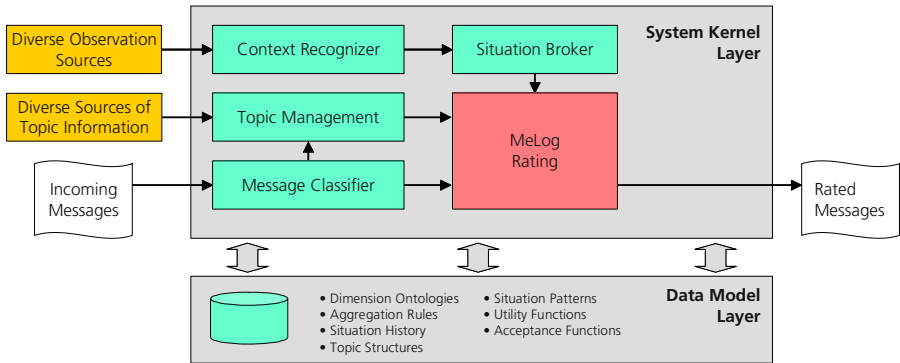 Diverse Observation
Sources
Context Recognizer
Situation Broker
System Kernel
Layer
Diverse Sources of
Topic Information
Topic Management
MeLog
Rating
Incoming
Messages
Message Classifier
Rated
Messages
Data Model
Layer
• Dimension Ontologies
• Aggregation Rules
• Situation History
• Topic Structures
• Situation Patterns
• Utility Functions
• Acceptance Functions